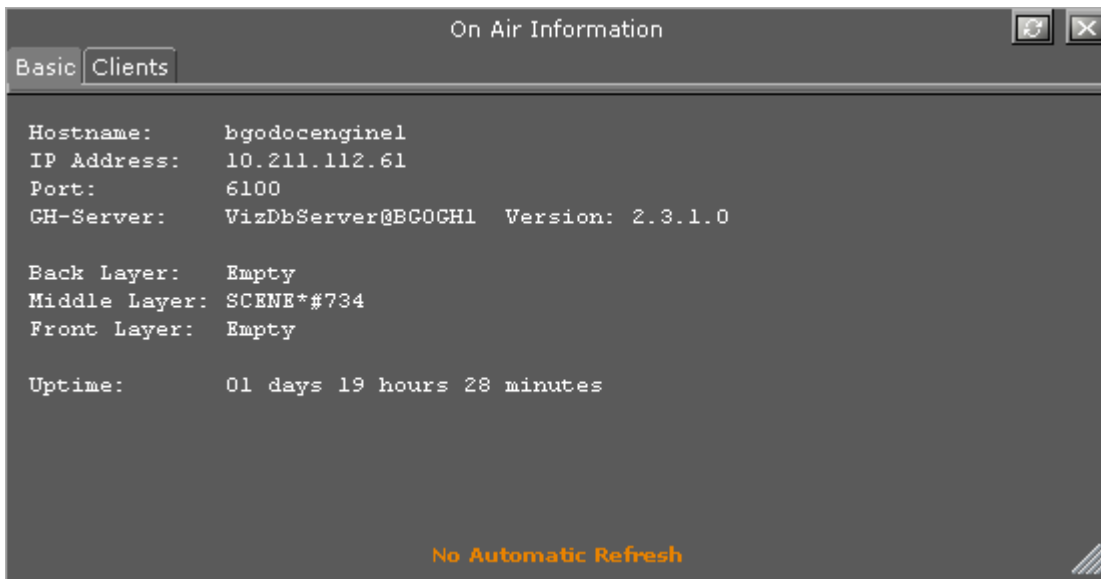 On Air Information
Basic Clients
Hostname: bgodocengine1
IP Address: 10.211.112.61
Port: 6100
GH-Server: VizDbServer@BGOGH1 Version: 2.3.1.0
Back Layer: Empty
Middle Layer: SCENE*#734
Front Layer: Empty
Uptime: 01 days 19 hours 28 minutes
No Automatic Refresh